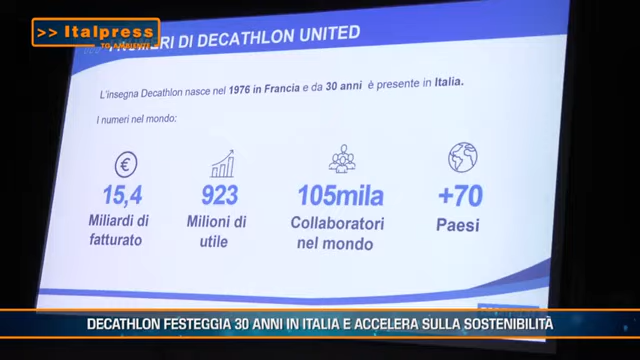 >> Italpress
TG AMBIENTE
NUMERI DI DECATHLON UNITED
L'insegna Decathlon nasce nel 1976 in Francia e da 30 anni è presente in Italia.
I numeri nel mondo:
€
15,4
Miliardi di
fatturato
923
Milioni di
utile
105mila
Collaboratori
nel mondo
+70
Paesi
DECATHLON FESTEGGIA 30 ANNI IN ITALIA E ACCELERA SULLA SOSTENIBILITÀ